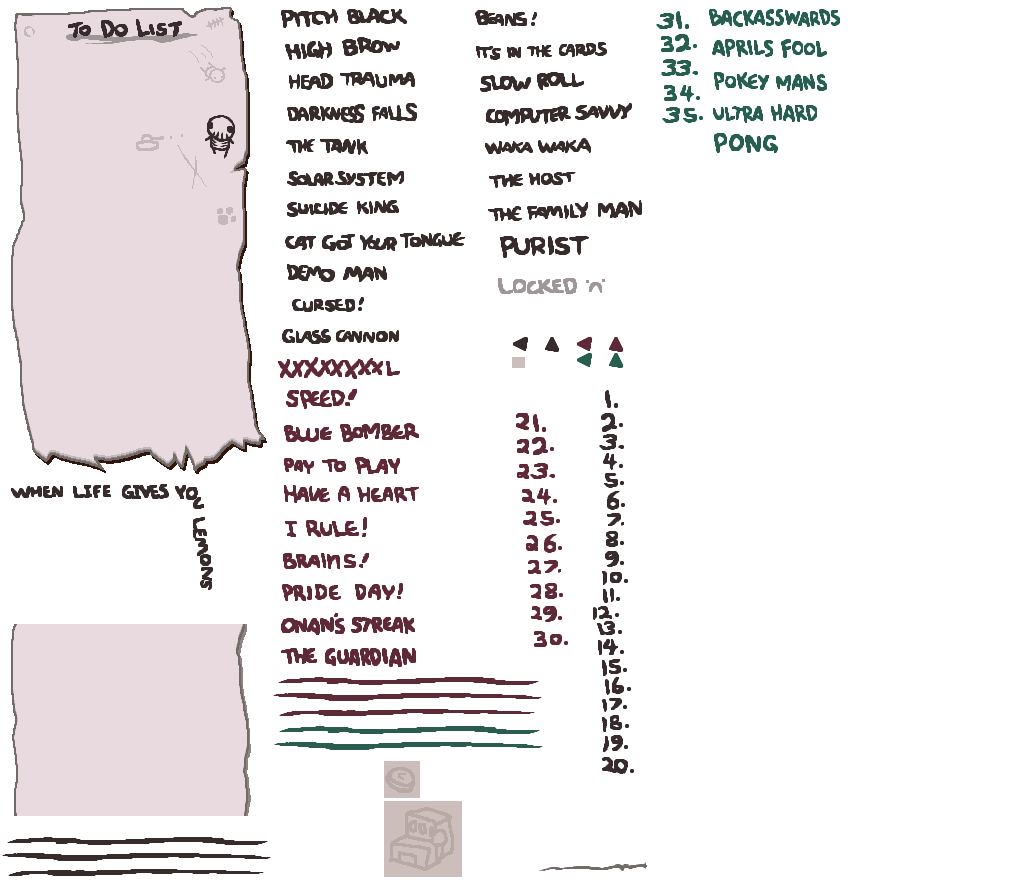 TO DO LIST
WHEN LIFE GIVES YOU LEMONS
PITCH BLACK
HIGH BROW
HEAD TRAUMA
DARKNESS FALLS
THE TANK
SOLAR SYSTEM
SUICIDE KING
CAT GOT YOUR TONGUE
DEMO MAN
CURSED!
GLASS CANNON
XXXXXXXXL
SPEED!
BLUE BOMBER
PAY TO PLAY
HAVE A HEART
I RULE!
BRAINS!
PRIDE DAY!
ONAN'S STREAK
THE GUARDIAN
BEANS!
IT'S IN THE CARDS
SLOW ROLL
COMPUTER SAVVY
WAKA WAKA
THE HOST
THE FAMILY MAN
PURIST
LOCKED
21.
22.
23.
24.
25.
26.
27.
28.
29.
30.
1.
2.
3.
4.
5.
6.
7.
8.
9.
10.
11.
12.
13.
14.
15.
16.
17.
18.
19.
20.
31.
32.
33.
34.
35.
BACKASSWARDS
APRILS FOOL
POKEY MANS
ULTRA HARD
PONG